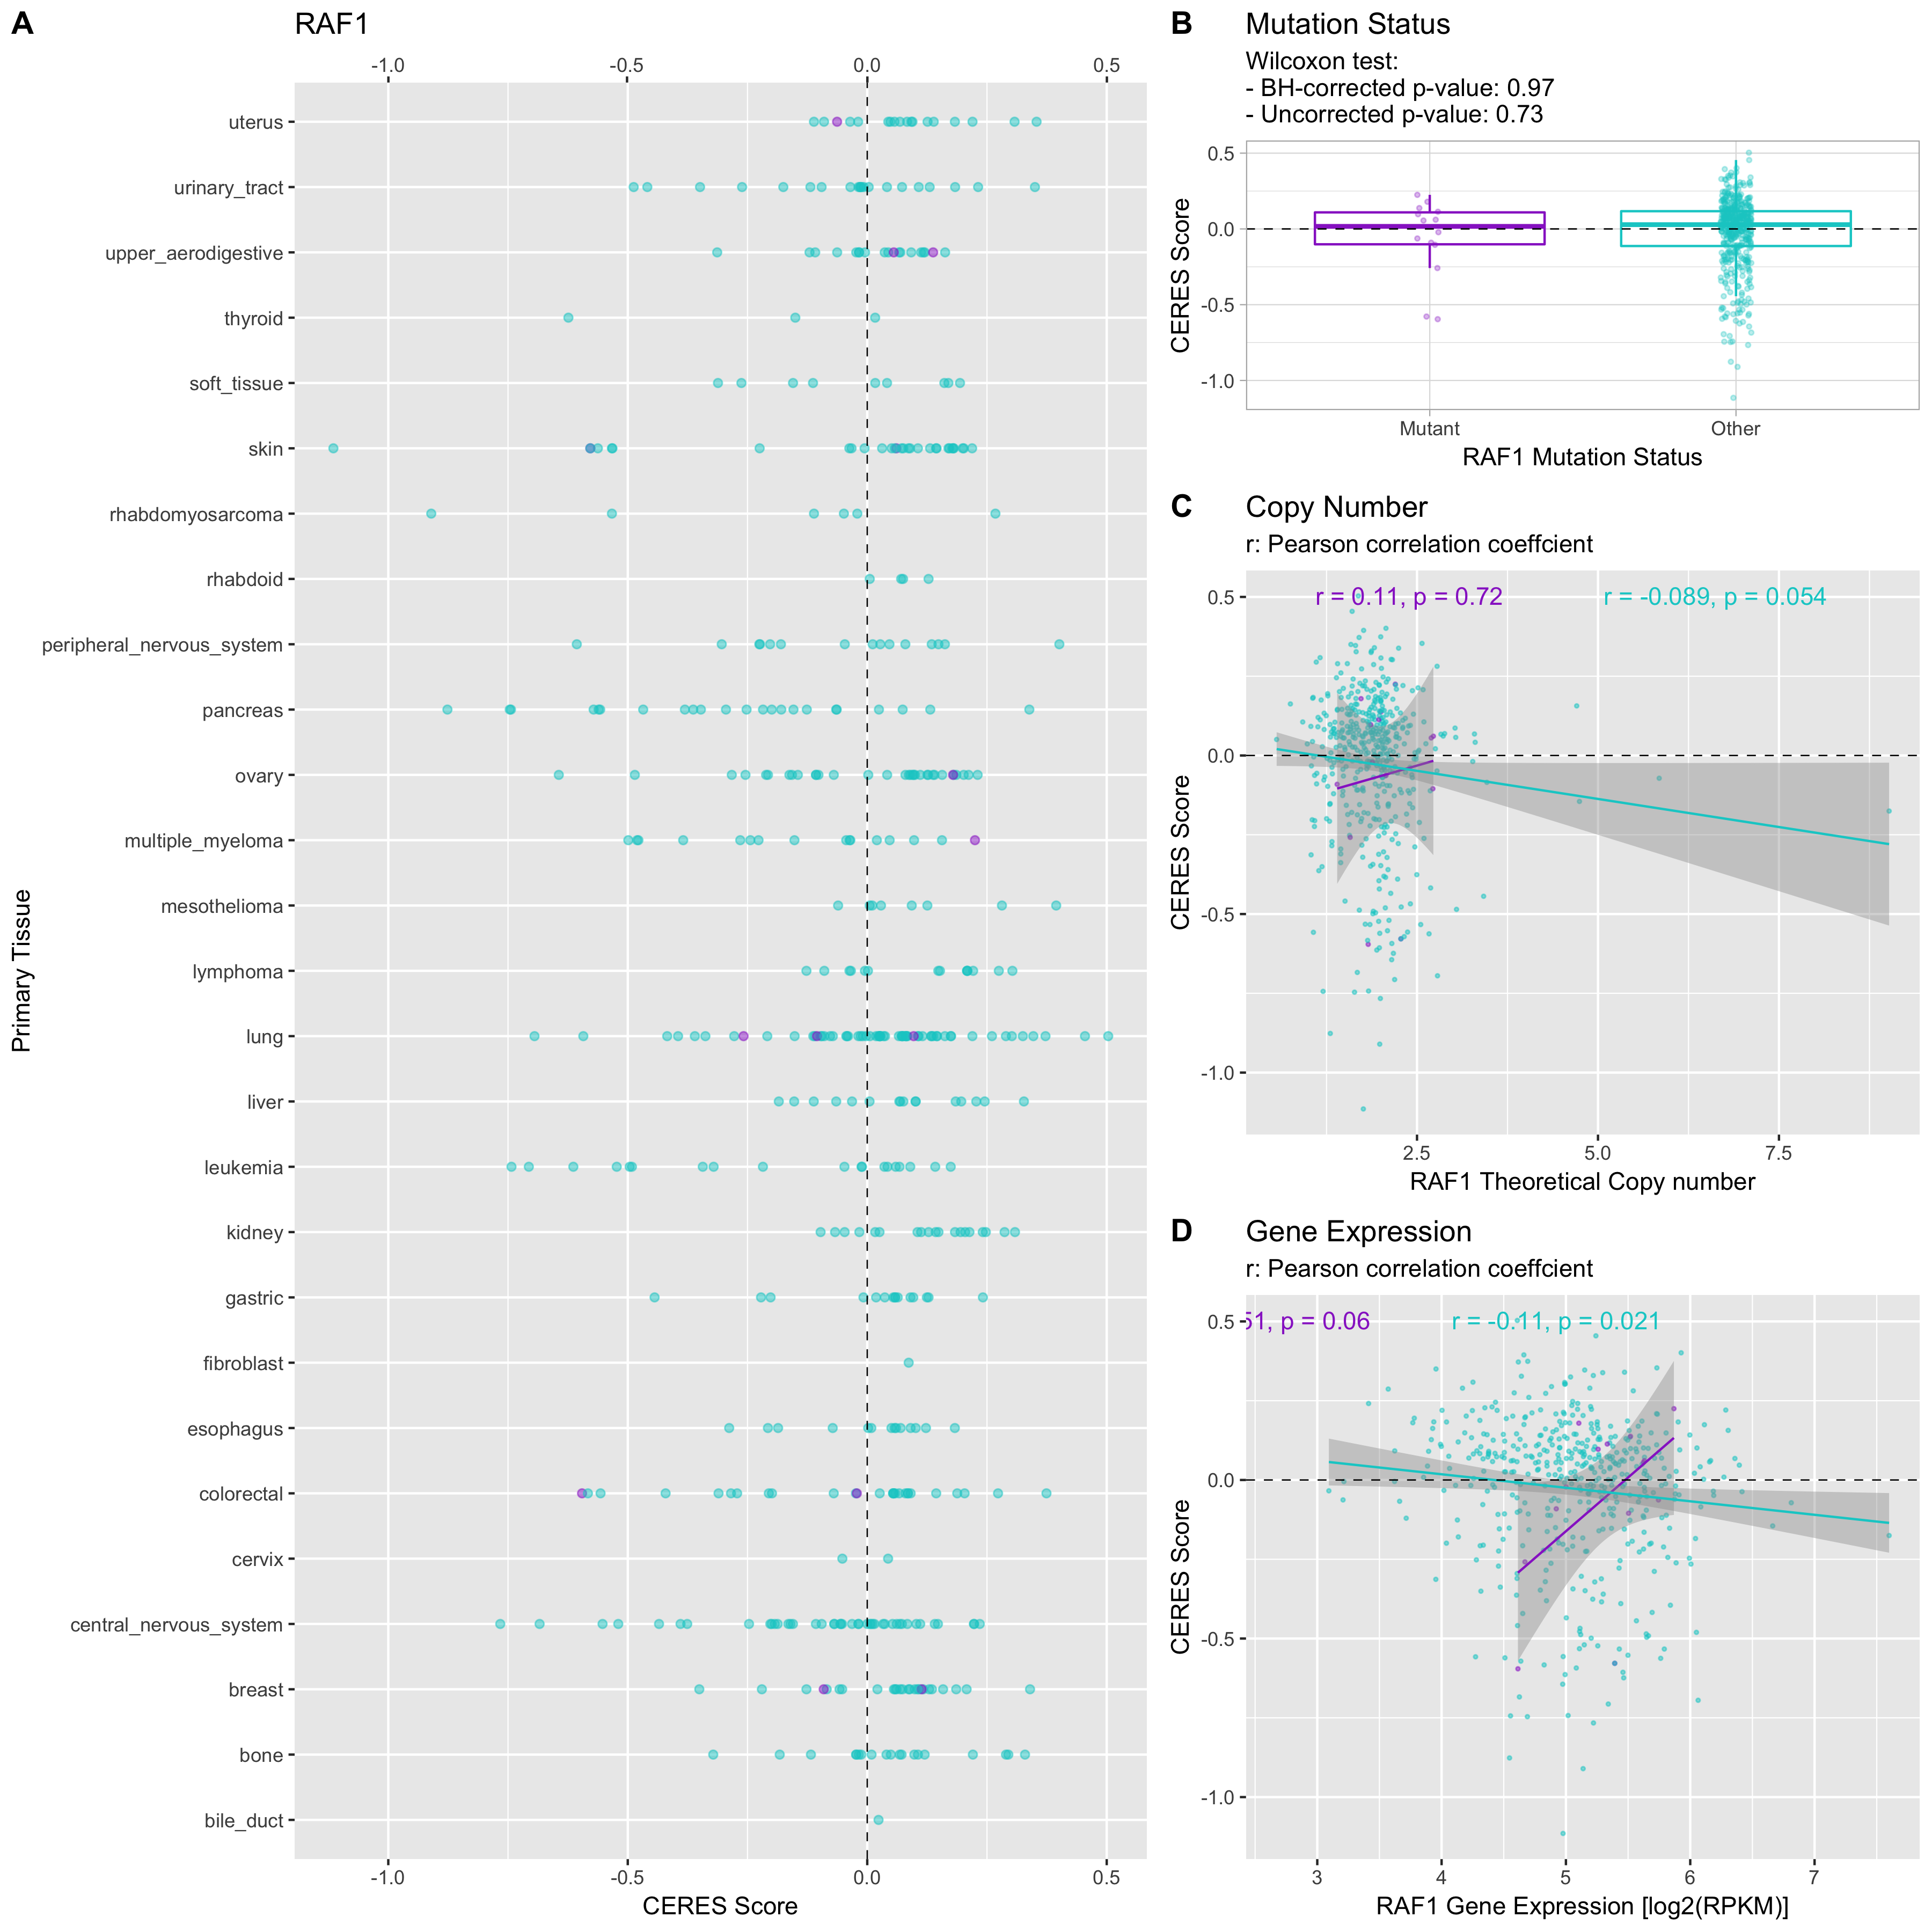 A
RAF1
-1.0 -0.5 0.0 0.5
Primary Tissue
uterus
urinary_tract
upper_aerodigestive
thyroid
soft_tissue
skin
rhabdomyosarcoma
rhabdoid
peripheral_nervous_system
pancreas
ovary
multiple_myeloma
mesothelioma
lymphoma
lung
liver
leukemia
kidney
gastric
fibroblast
esophagus
colorectal
cervix
central_nervous_system
breast
bone
bile_duct
-1.0 -0.5 0.0 0.5
CERES Score
B
Mutation Status
Wilcoxon test:
- BH-corrected p-value: 0.97
- Uncorrected p-value: 0.73
CERES Score
0.5
0.0
-0.5
-1.0
Mutant Other
RAF1 Mutation Status
C
Copy Number
r: Pearson correlation coeffcient
r = 0.11, p = 0.72 r = -0.089, p = 0.054
CERES Score
0.5
0.0
-0.5
-1.0
2.5 5.0 7.5
RAF1 Theoretical Copy number
D
Gene Expression
r: Pearson correlation coeffcient
51, p = 0.06 r = -0.11, p = 0.021
CERES Score
0.5
0.0
-0.5
-1.0
3 4 5 6 7
RAF1 Gene Expression [log2(RPKM)]